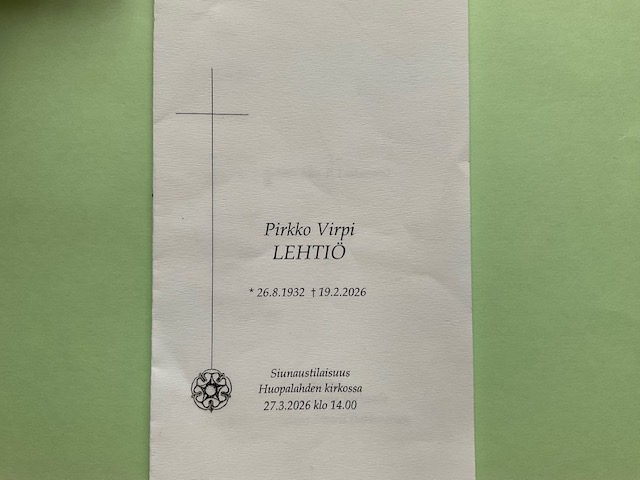 Pirkko Virpi
LEHTIÖ
* 26.8.1932 † 19.2.2026
Siunaustilaisuus
Huopalahden kirkossa
27.3.2026 klo 14.00